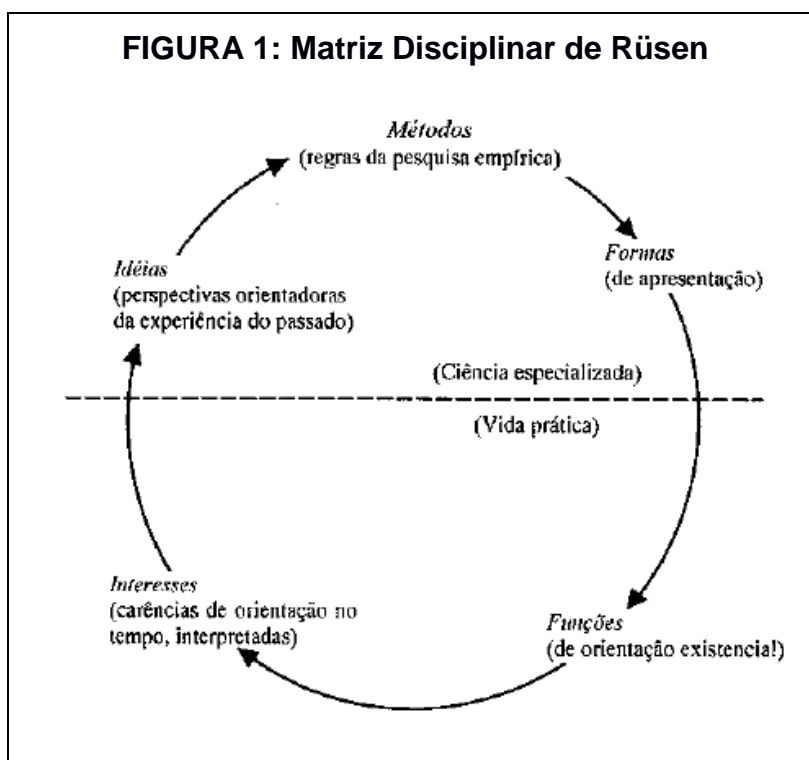 FIGURA 1: Matriz Disciplinar de Rüsen
Métodos
(regras da pesquisa empírica)
Formas
(de apresentação)
Idéias
(perspectivas orientadoras
da experiência do passado)
(Ciência especializada)
(Vida prática)
Interesses
(carências de orientação no
tempo, interpretadas)
Funções
(de orientação existencial)